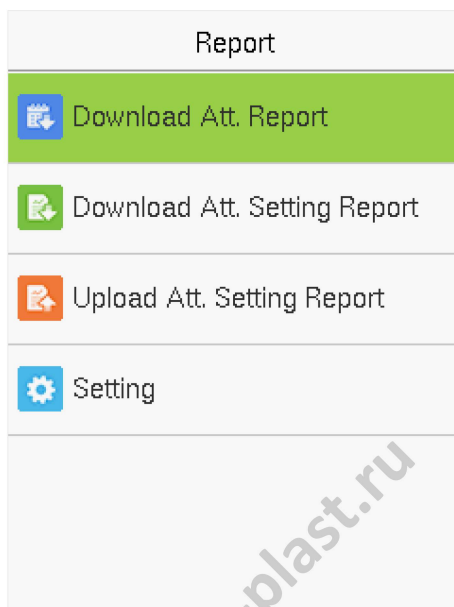 Report
Download Att. Report
Download Att. Setting Report
Upload Att. Setting Report
Setting
plast.ru